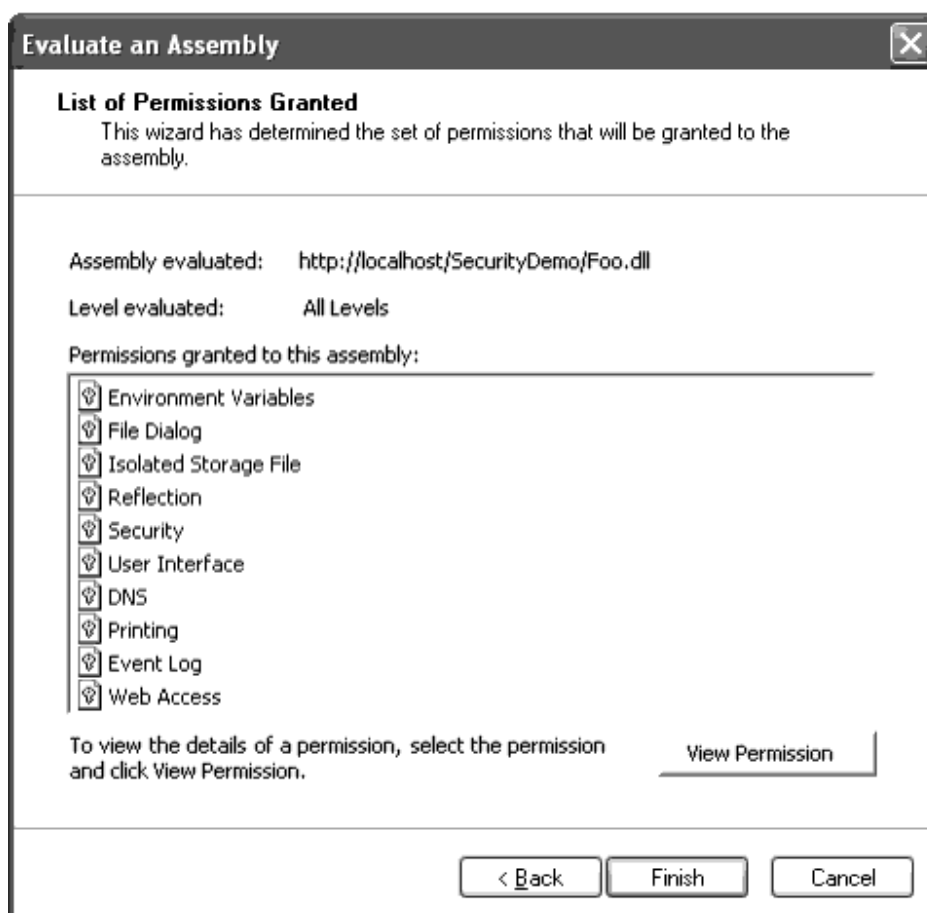 Evaluate an Assembly
List of Permissions Granted
This wizard has determined the set of permissions that will be granted to the
assembly.
Assembly evaluated: http://localhost/SecurityDemo/Foo.dll
Level evaluated: All Levels
Permissions granted to this assembly:
Environment Variables
File Dialog
Isolated Storage File
Reflection
Security
User Interface
DNS
Printing
Event Log
Web Access
To view the details of a permission, select the permission
and click View Permission.
View Permission
< Back Finish Cancel